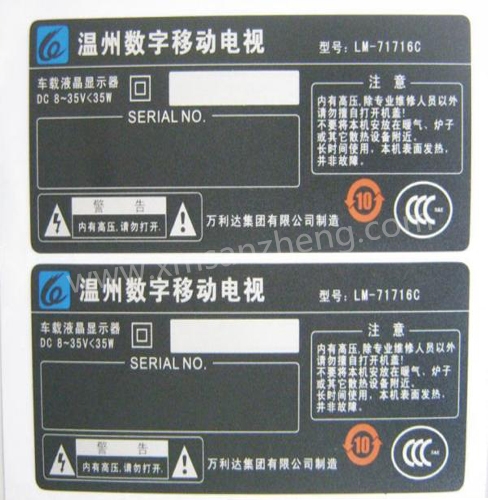 温州数字移动电视
型号: LM-71716C
车载液晶显示器
DC 8~35V<35W
SERIAL NO.
注 意
内有高压,除专业维修人员以外
请勿擅自打开机盖!
不要将本机安放在暖气、炉子
或其它散热设备附近。
长时间使用，本机表面发热，
并非故障。
警 告
内有高压,请勿打开.
万利达集团有限公司制造
10
CCC
S&E
www.xmsanzheng.com
温州数字移动电视
型号: LM-71716C
车载液晶显示器
DC 8~35V<35W
SERIAL NO.
注 意
内有高压,除专业维修人员以外
请勿擅自打开机盖!
不要将本机安放在暖气、炉子
或其它散热设备附近。
长时间使用，本机表面发热，
并非故障。
警 告
内有高压,请勿打开.
万利达集团有限公司制造
10
CCC
S&E